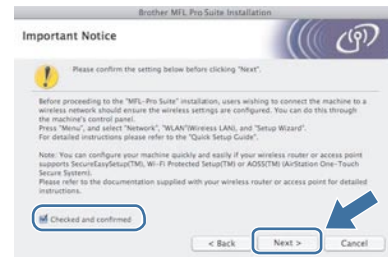 Brother MFL Pro Suite Installation
Important Notice
Please confirm the setting below before clicking "Next".
Before proceeding to the "MFL-Pro Suite" installation, users wishing to connect the machine to a
wireless network should ensure the wireless settings are configured. You can do this through
the machine's control panel.
Press "Menu", and select "Network", "WLAN"(Wireless LAN), and "Setup Wizard".
For detailed instructions please refer to the "Quick Setup Guide".
Note: You can configure your machine quickly and easily if your wireless router or access point
supports SecureEasySetup(TM), Wi-Fi Protected Setup(TM) or AOSS(TM) (AirStation One-Touch
Secure System).
Please refer to the documentation supplied with your wireless router or access point for detailed
instructions.
Checked and confirmed
< Back Next > Cancel